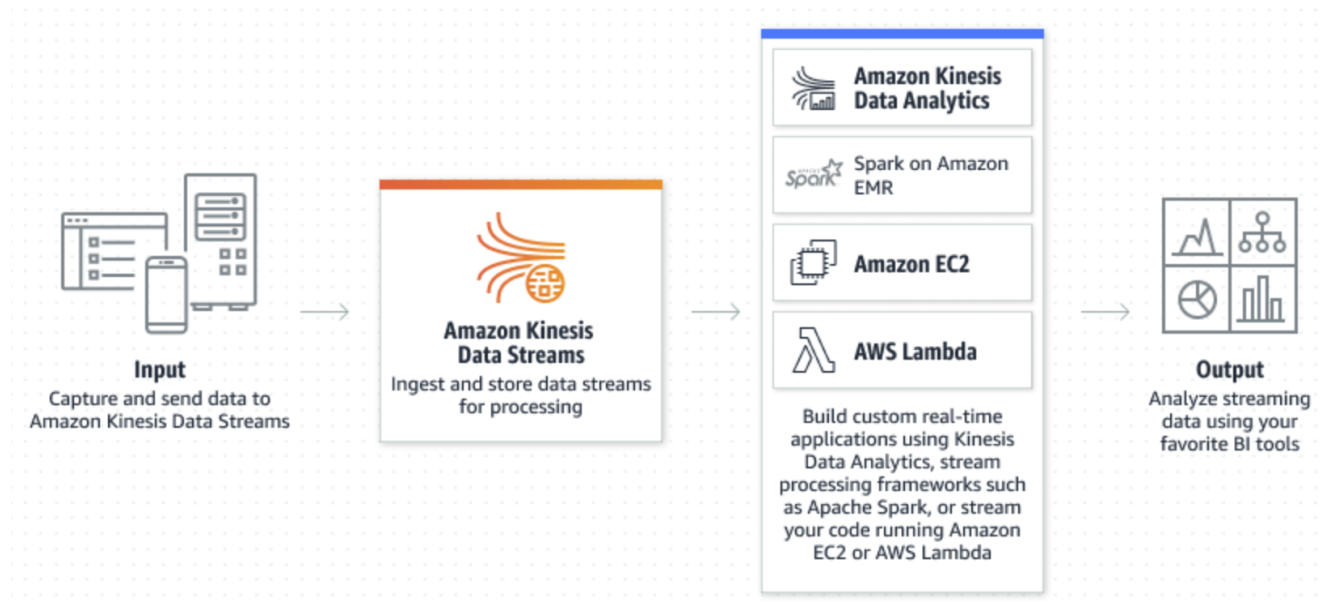 Input
Capture and send data to
Amazon Kinesis Data Streams
Amazon Kinesis
Data Streams
Ingest and store data streams
for processing
Amazon Kinesis
Data Analytics
APACHE
Spark
Spark on Amazon
EMR
Amazon EC2
AWS Lambda
Build custom real-time
applications using Kinesis
Data Analytics, stream
processing frameworks such
as Apache Spark, or stream
your code running Amazon
EC2 or AWS Lambda
Output
Analyze streaming
data using your
favorite BI tools